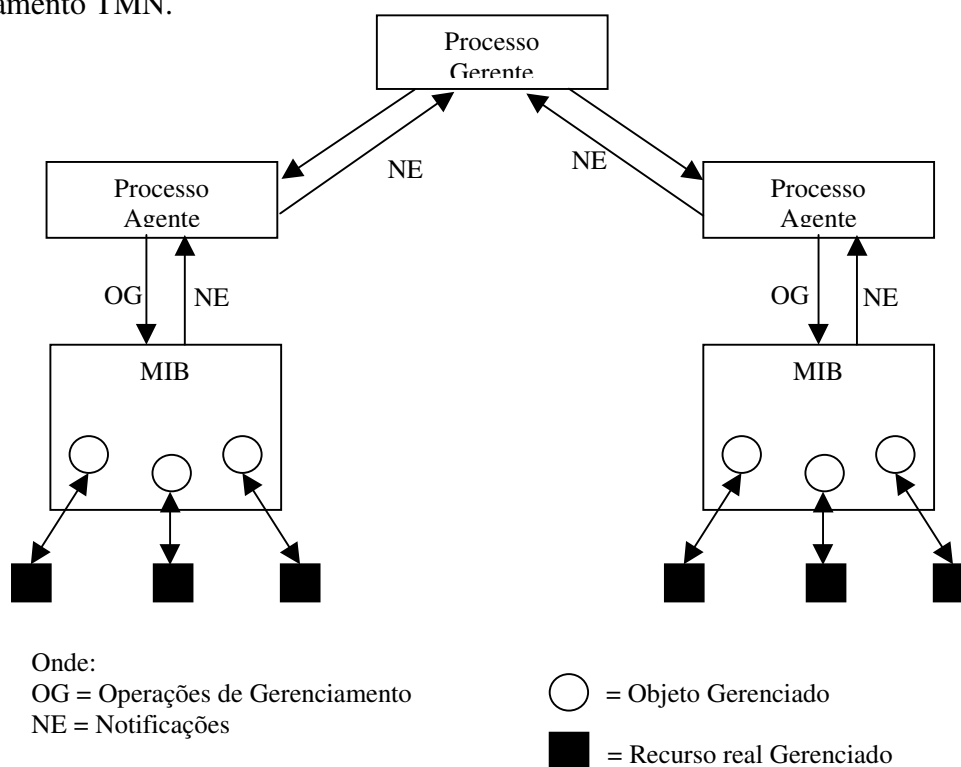 TMN.
Processo
Gerente
NE
NE
Processo
Agente
Processo
Agente
OG
NE
OG
NE
MIB
MIB
Onde:
OG = Operações de Gerenciamento
NE = Notificações
= Objeto Gerenciado
= Recurso real Gerenciado